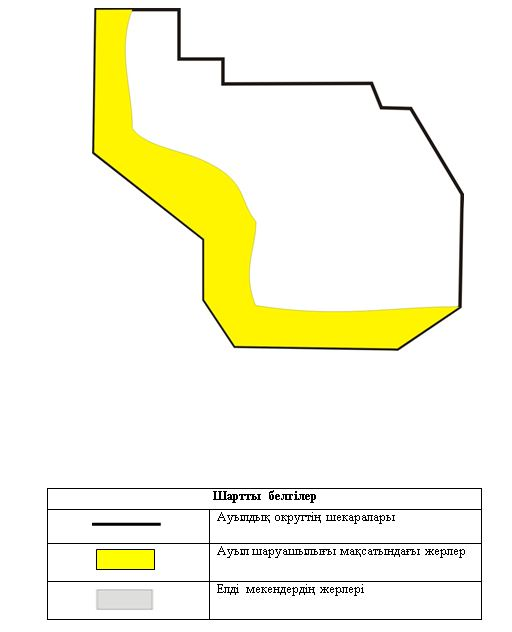 Шартты белгілер
Ауылдық округтің шекаралары
Ауыл шаруашылығы мақсатындағы жерлер
Елді мекендердің жерлері